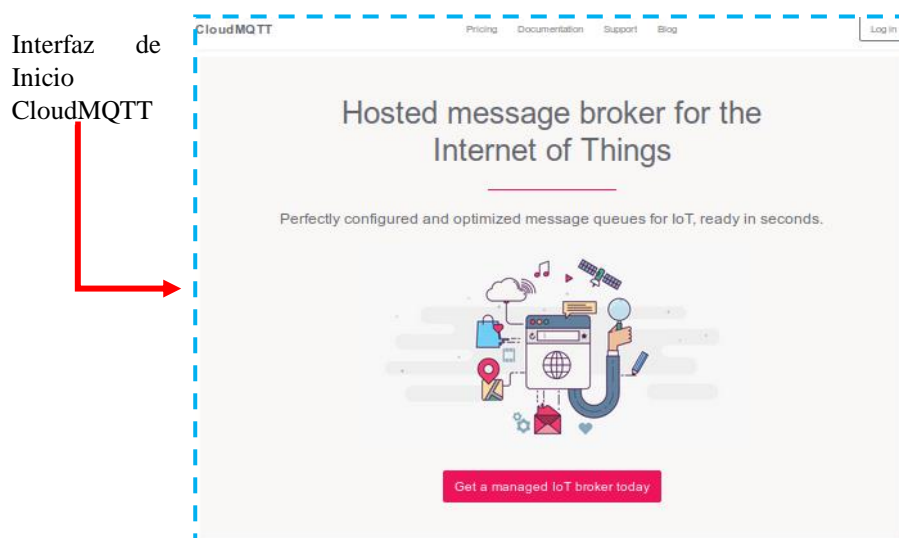 Interfaz de
Inicio
CloudMQTT
CloudMQTT
Pricing Documentation Support Blog
Log in
Hosted message broker for the
Internet of Things
Perfectly configured and optimized message queues for IoT, ready in seconds.
Get a managed IoT broker today